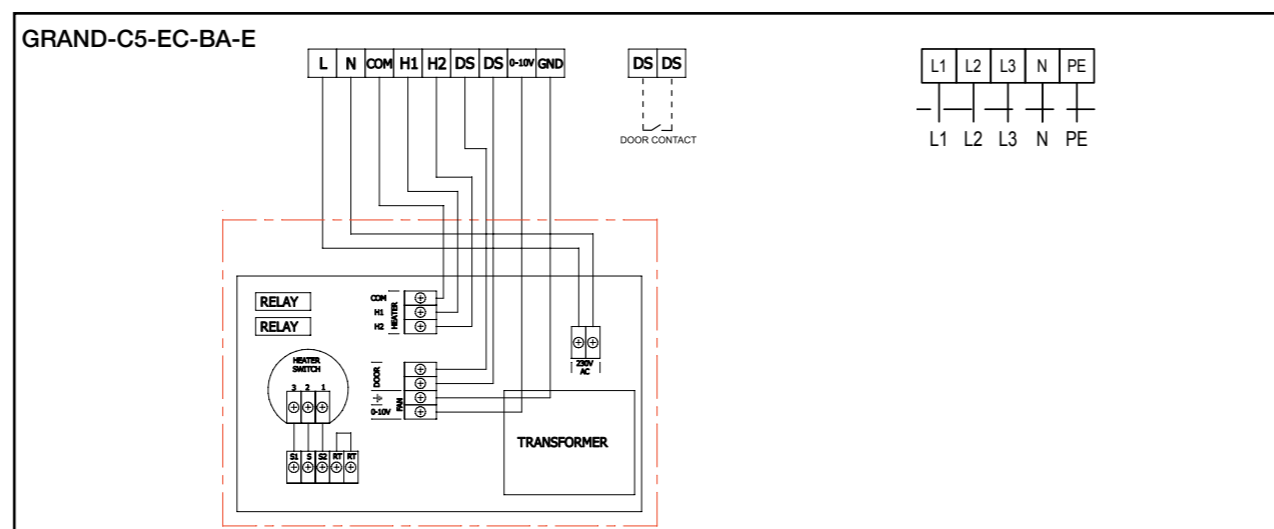 GRAND-C5-EC-BA-E
L N COM H1 H2 DS DS 0-10V GND
DS DS
DOOR CONTACT
L1 L2 L3 N PE
L1 L2 L3 N PE
RELAY
RELAY
COM
H1
H2
HEATER
HEATER
SWITCH
3 2 1
S1 S S2 RT RT
DOOR
FAN
0-10V
230V
AC
TRANSFORMER